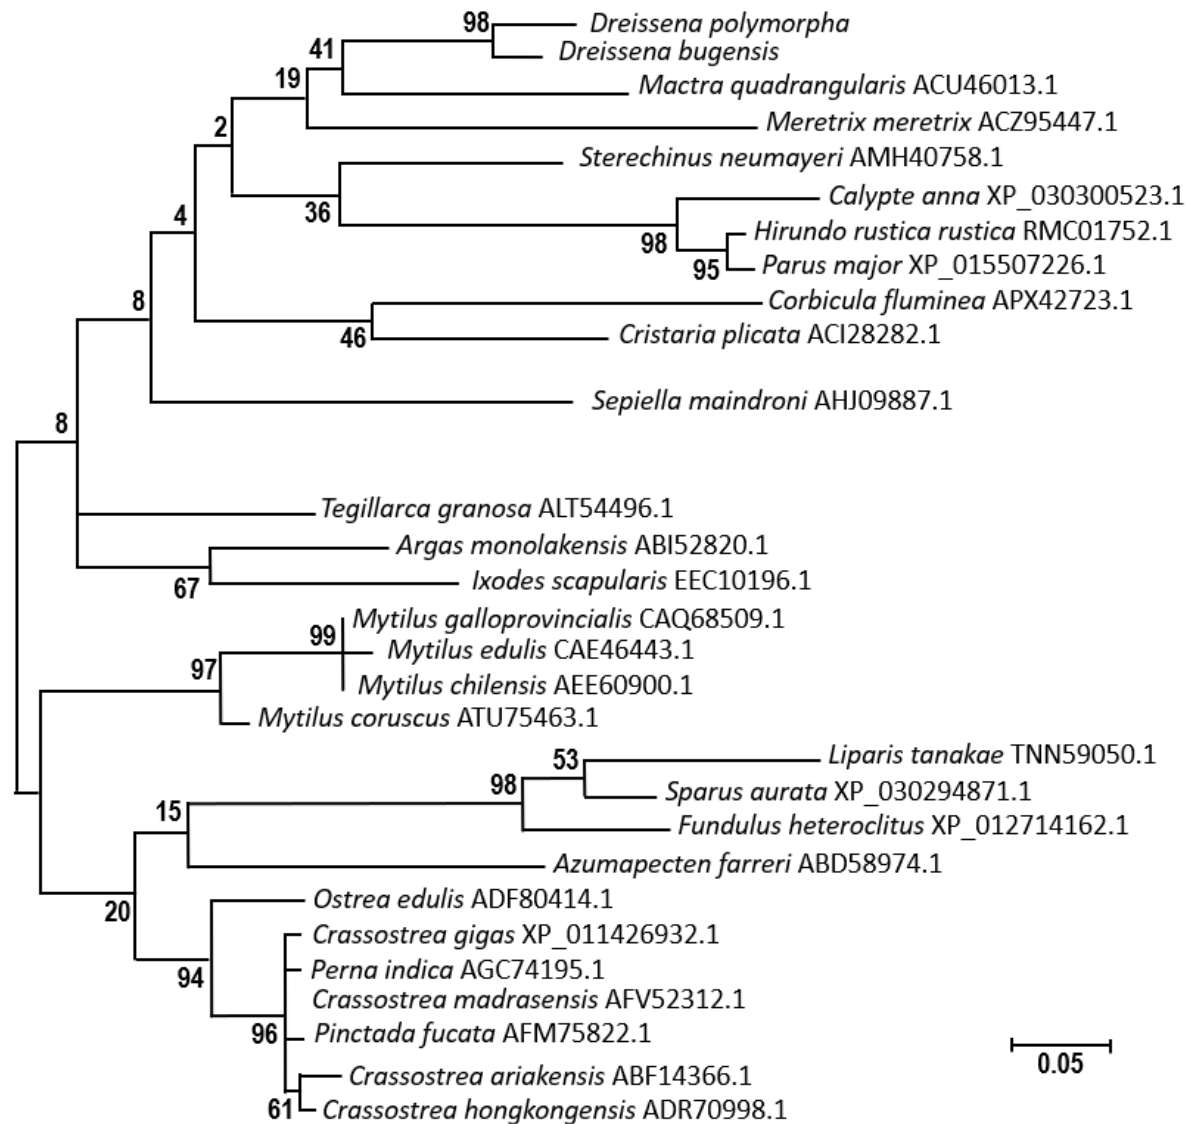 98 Dreissena polymorpha
Dreissena bugensis
41
19
Mactra quadrangularis ACU46013.1
Meretrix meretrix ACZ95447.1
2
Sterechinus neumayeri AMH40758.1
Calypte anna XP_030300523.1
36
4
Hirundo rustica rustica RMC01752.1
98
95 Parus major XP_015507226.1
8
Corbicula fluminea APX42723.1
46
Cristaria plicata ACI28282.1
Sepiella maindroni AHJ09887.1
8
Tegillarca granosa ALT54496.1
Argas monolakensis ABI52820.1
67
Ixodes scapularis EEC10196.1
Mytilus galloprovincialis CAQ68509.1
99
Mytilus edulis CAE46443.1
97
Mytilus chilensis AEE60900.1
Mytilus coruscus ATU75463.1
53
Liparis tanakae TNN59050.1
98
Sparus aurata XP_030294871.1
15
Fundulus heteroclitus XP_012714162.1
Azumapecten farreri ABD58974.1
20
Ostrea edulis ADF80414.1
Crassostrea gigas XP_011426932.1
94
Perna indica AGC74195.1
Crassostrea madrasensis AFV52312.1
96
Pinctada fucata AFM75822.1
0.05
Crassostrea ariakensis ABF14366.1
61 Crassostrea hongkongensis ADR70998.1